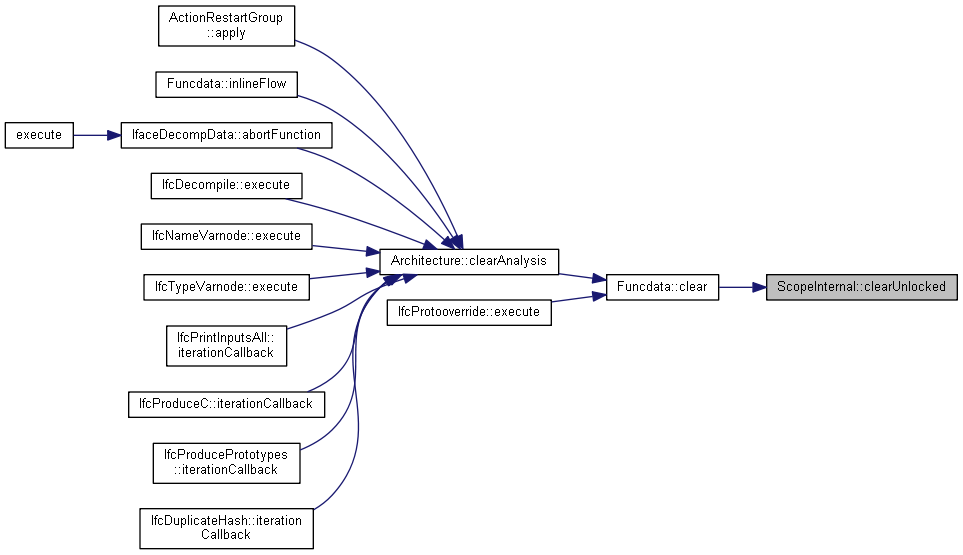 ActionRestartGroup
::apply
Funcdata::inlineFlow
execute
IfaceDecompData::abortFunction
IfcDecompile::execute
IfcNameVarnode::execute
Architecture::clearAnalysis
IfcTypeVarnode::execute
Funcdata::clear
ScopeInternal::clearUnlocked
IfcProtooverride::execute
IfcPrintInputsAll::
iterationCallback
IfcProduceC::iterationCallback
IfcProducePrototypes
::iterationCallback
IfcDuplicateHash::iteration
Callback